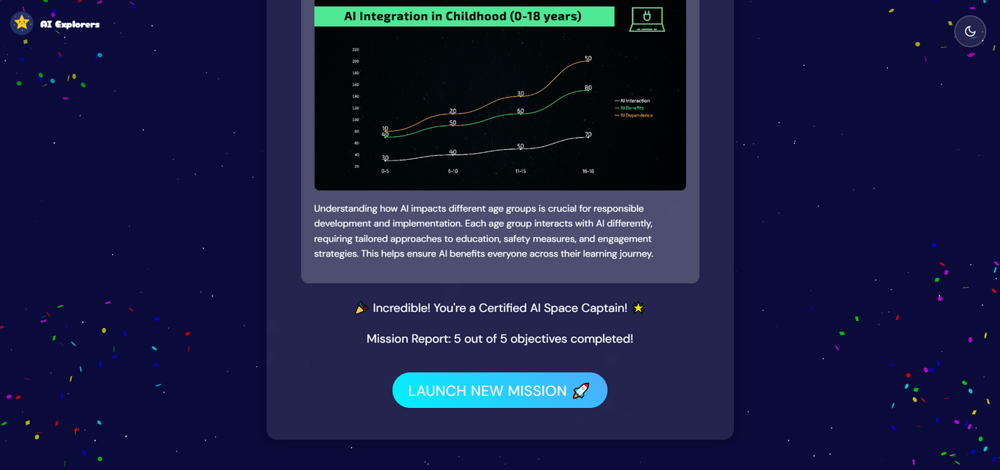 AI Explorers
AI Integration in Childhood (0-18 years)
220
200
180
160
140
120
100
80
60
40
20
10
40
30
20
50
40
30
60
50
50
80
70
0-5
6-10
11-15
16-18
AI Interaction
AI Benefits
AI Dependence
Understanding how AI impacts different age groups is crucial for responsible
development and implementation. Each age group interacts with AI differently,
requiring tailored approaches to education, safety measures, and engagement
strategies. This helps ensure AI benefits everyone across their learning journey.
🎉 Incredible! You're a Certified AI Space Captain! 🌟
Mission Report: 5 out of 5 objectives completed!
LAUNCH NEW MISSION 🚀